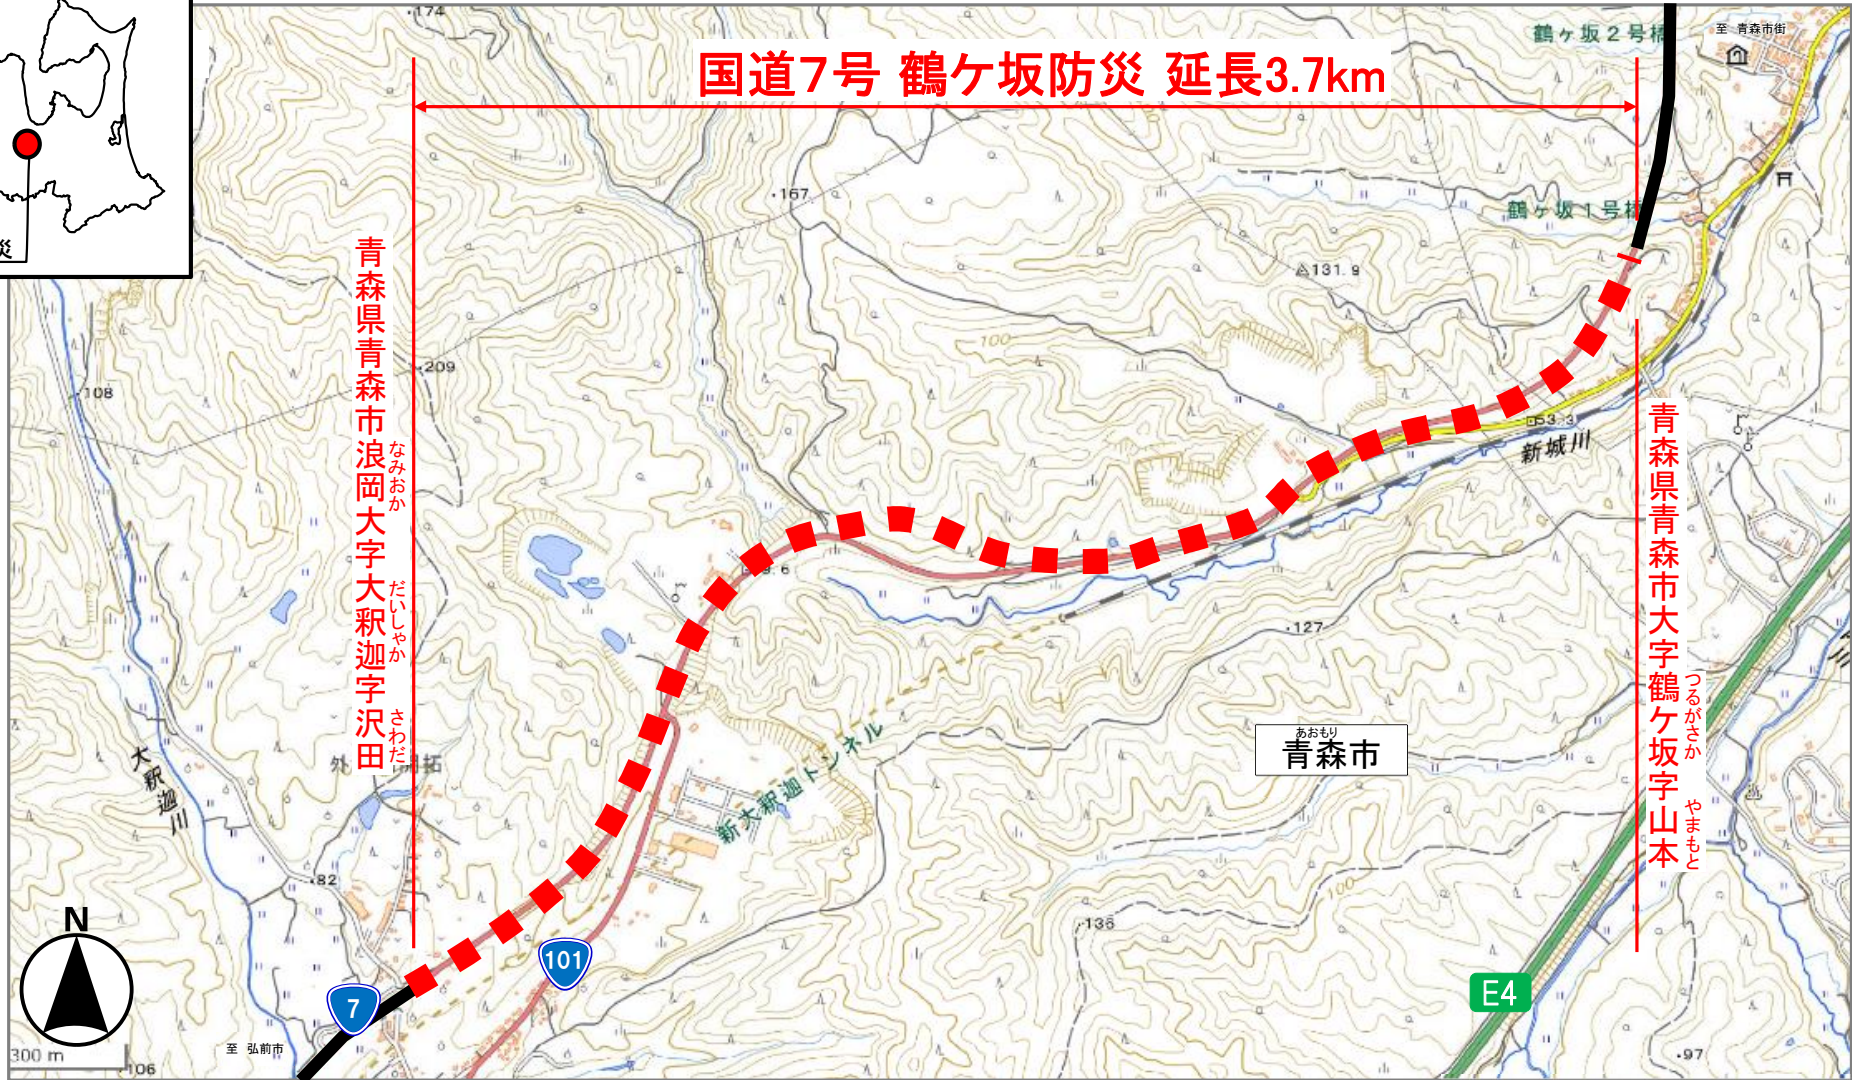 国道7号 鶴ケ坂防災 延長3.7km
・174
鶴ヶ坂2号橋
至 青森市街
災
・167
鶴ヶ坂1号橋
131.9
100
・209
・108
53.3
新城川
青森県青森市浪岡大字大釈迦字沢田
なみおか
だいしゃか
さわだ
青森県青森市大字鶴ケ坂字山本
つるがさか
やまもと
・127
あおもり
青森市
新大釈迦トンネル
大釈迦川
・82
100
・136
N
101
7
E4
至 弘前市
300 m
・106
・97